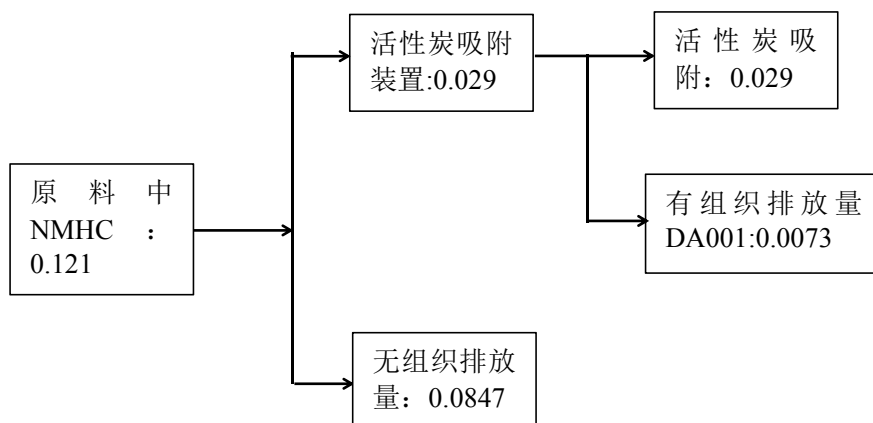 活性炭吸附
装置:0.029
活性炭吸
附：0.029
原料中
NMHC：
0.121
有组织排放量
DA001:0.0073
无组织排放
量：0.0847